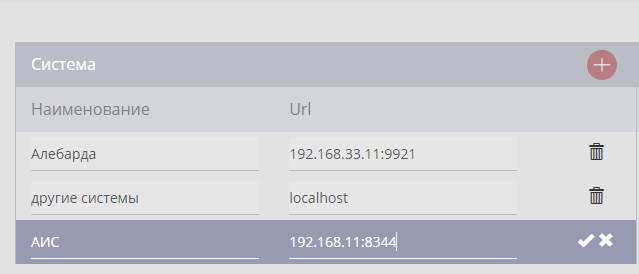 Система
Наименование Url
Алебарда 192.168.33.11:9921
другие системы localhost
АИС 192.168.11:8344